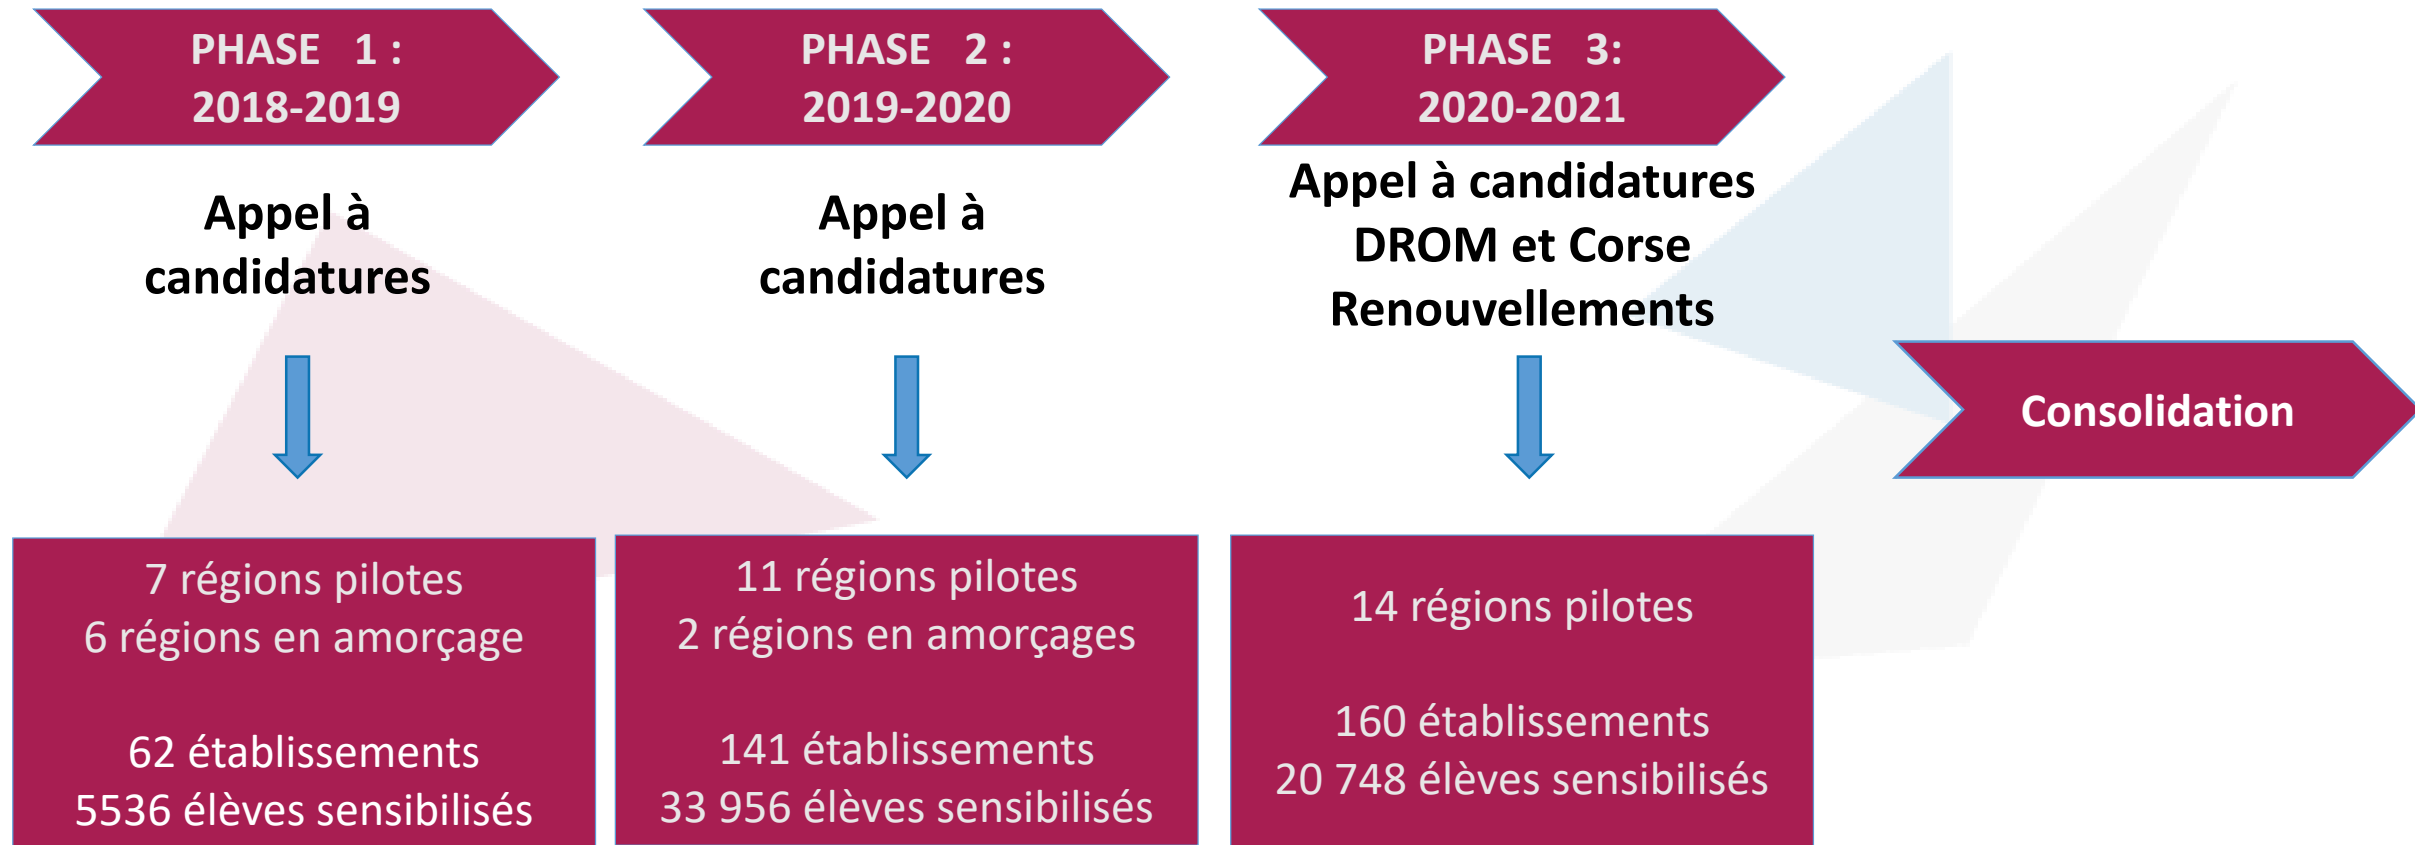 PHASE 1 :
2018-2019
Appel à
candidatures
7 régions pilotes
6 régions en amorçage
62 établissements
5536 élèves sensibilisés
PHASE 2 :
2019-2020
Appel à
candidatures
11 régions pilotes
2 régions en amorçages
141 établissements
33 956 élèves sensibilisés
PHASE 3:
2020-2021
Appel à candidatures
DROM et Corse
Renouvellements
14 régions pilotes
160 établissements
20 748 élèves sensibilisés
Consolidation